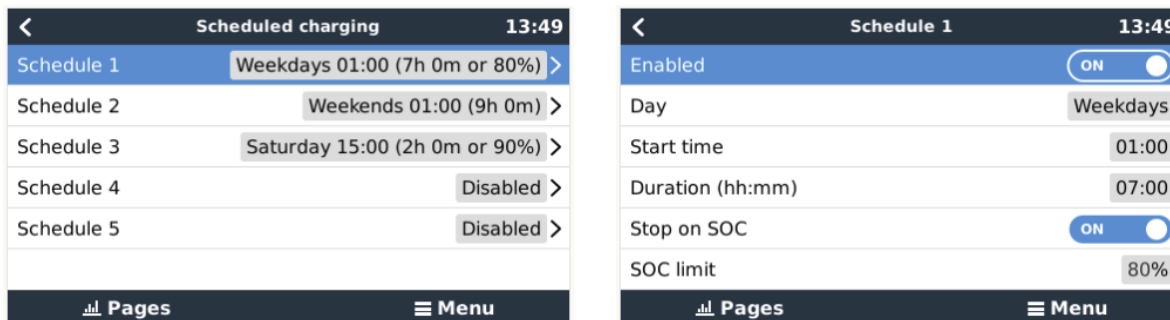 Scheduled charging 13:49
Schedule 1 Weekdays 01:00 (7h 0m or 80%)
Schedule 2 Weekends 01:00 (9h 0m)
Schedule 3 Saturday 15:00 (2h 0m or 90%)
Schedule 4 Disabled
Schedule 5 Disabled
Pages Menu
Schedule 1 13:49
Enabled ON
Day Weekdays
Start time 01:00
Duration (hh:mm) 07:00
Stop on SOC ON
SOC limit 80%
Pages Menu